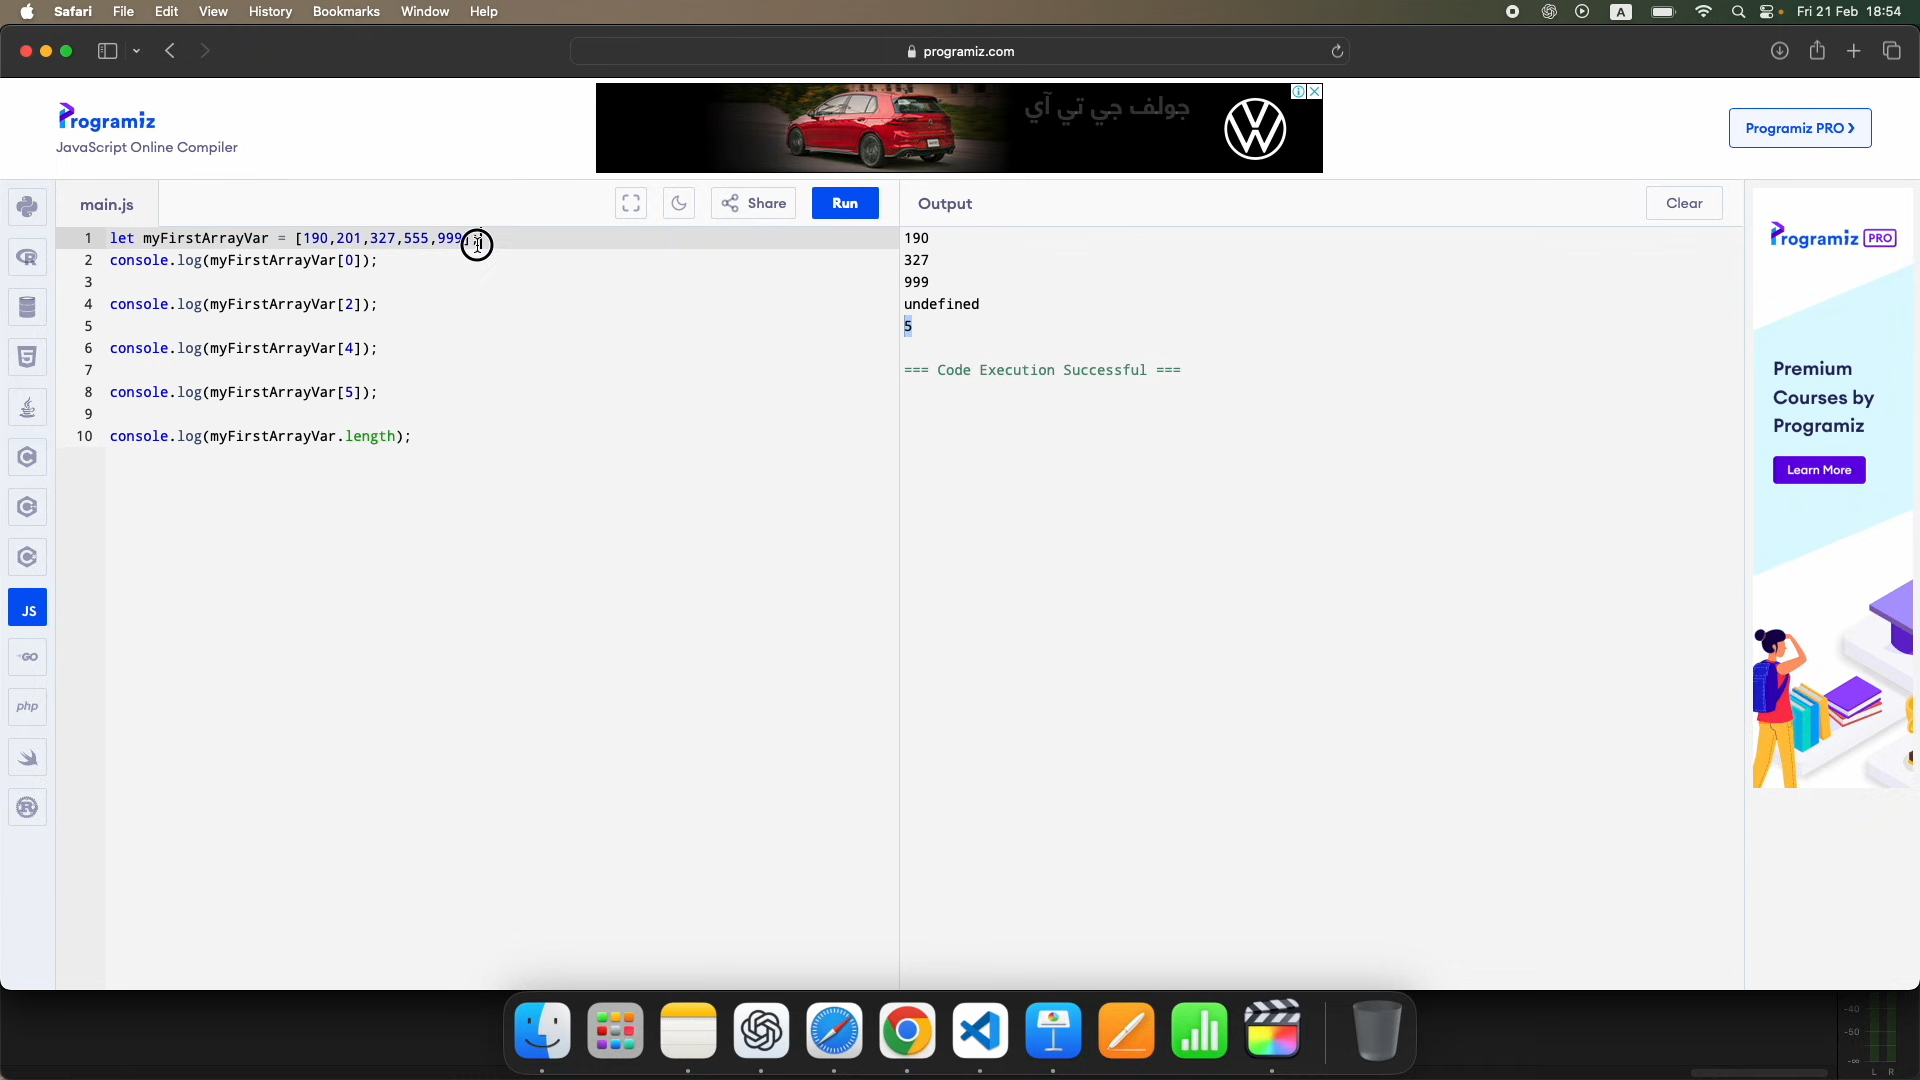 Safari File Edit View History Bookmarks Window Help
A
Fri 21 Feb 18:54
programiz.com
Programiz
JavaScript Online Compiler
جولف جي تي آي
Programiz PRO ❯
main.js
Share
Run
Output
Clear
1 let myFirstArrayVar = [190,201,327,555,999];
2 console.log(myFirstArrayVar[0]);
3
4 console.log(myFirstArrayVar[2]);
5
6 console.log(myFirstArrayVar[4]);
7
8 console.log(myFirstArrayVar[5]);
9
10 console.log(myFirstArrayVar.length);
190
327
999
undefined
5
=== Code Execution Successful ===
JS
GO
php
Programiz PRO
Premium
Courses by
Programiz
Learn More
-40
-50
-∞
L R